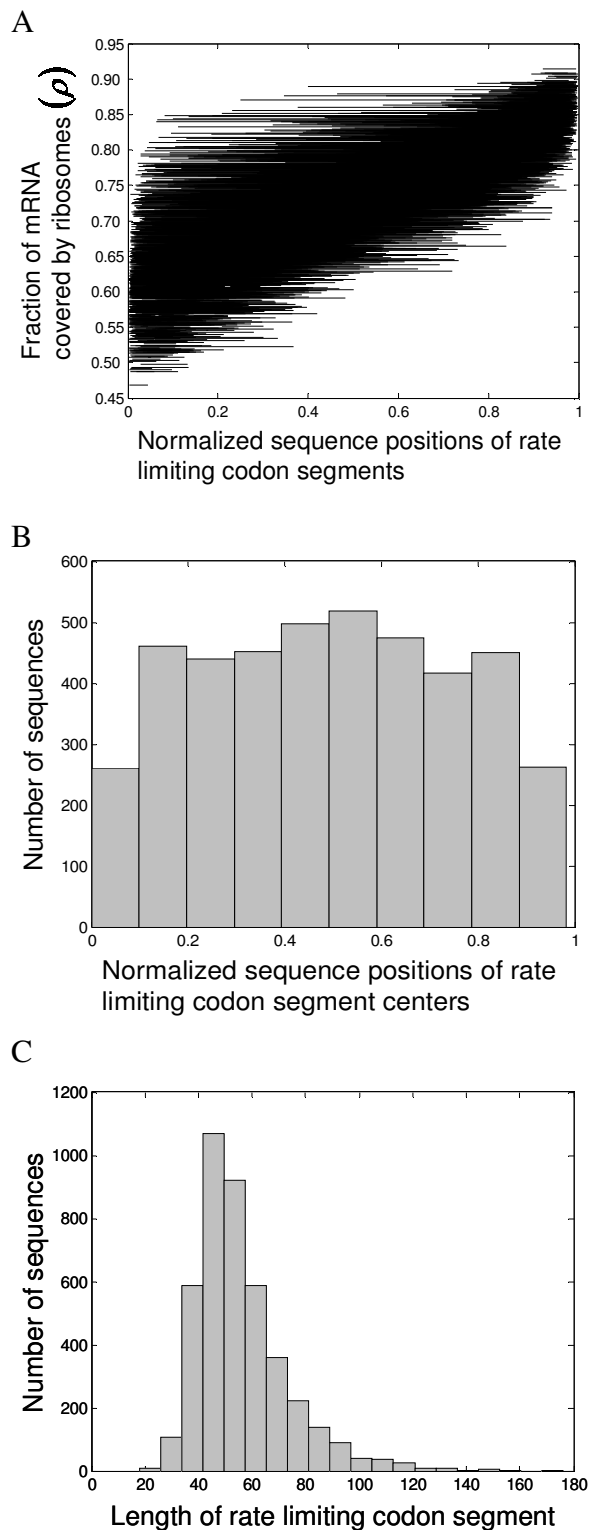 A
Fraction of mRNA
covered by ribosomes (ρ)
0.95
0.90
0.85
0.80
0.75
0.70
0.65
0.60
0.55
0.50
0.45
0 0.2 0.4 0.6 0.8 1
Normalized sequence positions of rate
limiting codon segments
B
Number of sequences
600
500
400
300
200
100
0
0 0.2 0.4 0.6 0.8 1
Normalized sequence positions of rate
limiting codon segment centers
C
Number of sequences
1200
1000
800
600
400
200
0
0 20 40 60 80 100 120 140 160 180
Length of rate limiting codon segment